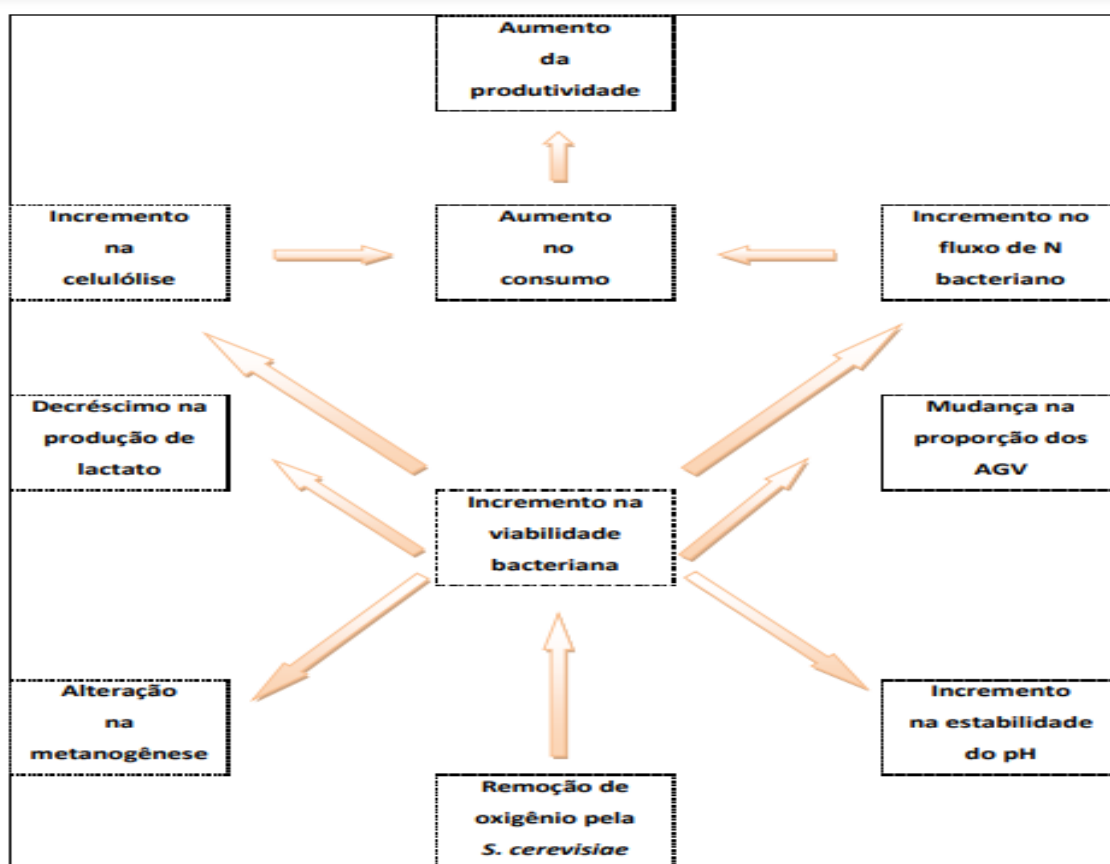 Aumento
da
produtividade
Incremento
na
celulólise
Aumento
no
consumo
Incremento no
fluxo de N
bacteriano
Decréscimo na
produção de
lactato
Mudança na
proporção dos
AGV
Incremento na
viabilidade
bacteriana
Alteração
na
metanogênese
Incremento
na estabilidade
do pH
Remoção de
oxigênio pela
S. cerevisiae